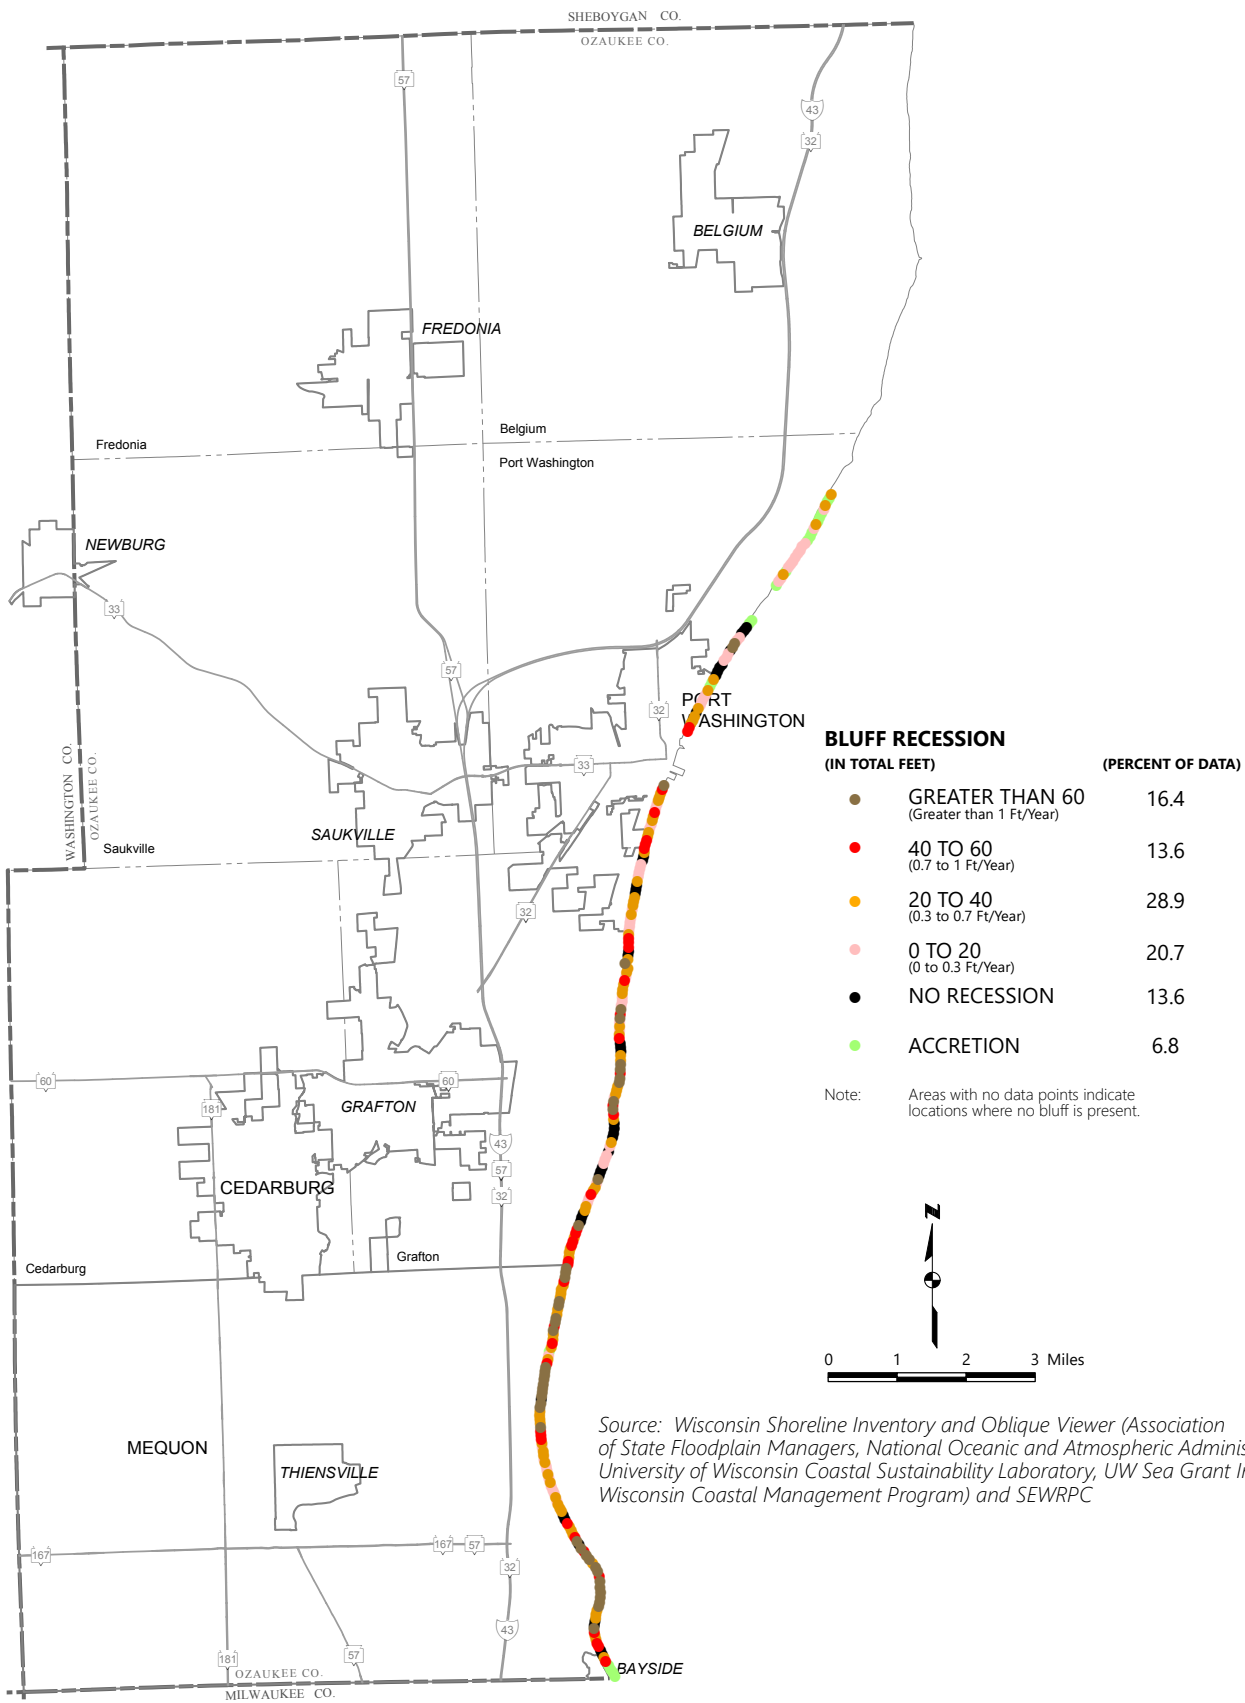 SHEBOYGAN CO.
OZAUKEE CO.
57
43
32
BELGIUM
FREDONIA
Fredonia
Belgium
Port Washington
NEWBURG
33
57
32
PORT
WASHINGTON
33
WASHINGTON CO.
OZAUKEE CO.
SAUKVILLE
Saukville
32
BLUFF RECESSION
(IN TOTAL FEET) (PERCENT OF DATA)
GREATER THAN 60 16.4
(Greater than 1 Ft/Year)
40 TO 60 13.6
(0.7 to 1 Ft/Year)
20 TO 40 28.9
(0.3 to 0.7 Ft/Year)
0 TO 20 20.7
(0 to 0.3 Ft/Year)
NO RECESSION 13.6
ACCRETION 6.8
Note: Areas with no data points indicate
locations where no bluff is present.
60
60
181
GRAFTON
43
57
32
CEDARBURG
Grafton
Cedarburg
N
0 1 2 3 Miles
Source: Wisconsin Shoreline Inventory and Oblique Viewer (Association
of State Floodplain Managers, National Oceanic and Atmospheric Adminis
University of Wisconsin Coastal Sustainability Laboratory, UW Sea Grant In
Wisconsin Coastal Management Program) and SEWRPC
MEQUON
THIENSVILLE
167
167
57
32
43
181
57
BAYSIDE
OZAUKEE CO.
MILWAUKEE CO.